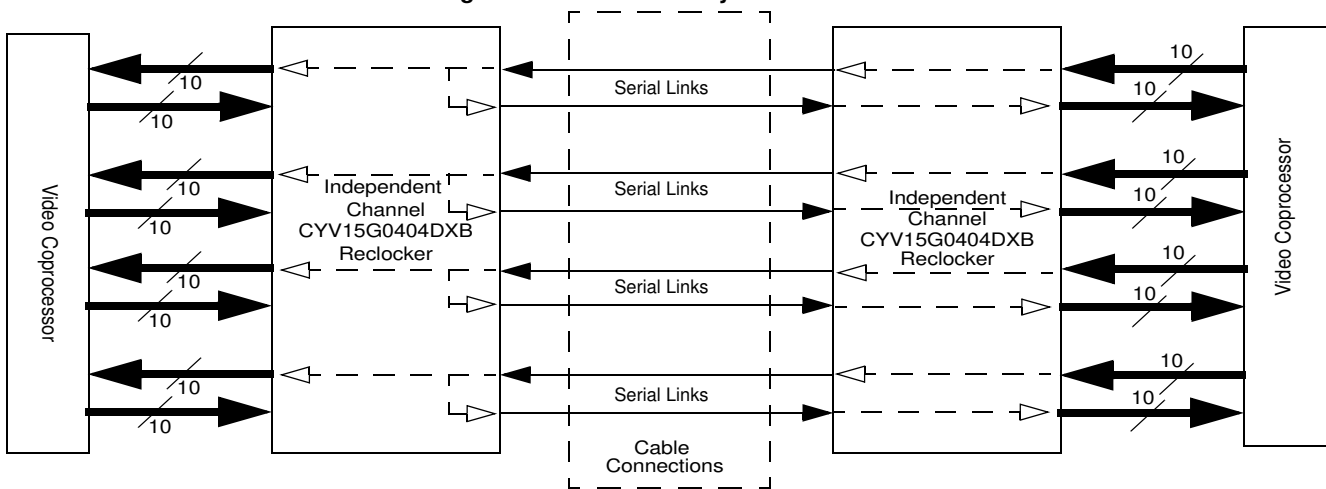 10
10
10
10
10
10
10
10
Video Coprocessor
Independent
Channel
CYV15G0404DXB
Reclocker
Serial Links
Serial Links
Serial Links
Serial Links
Cable
Connections
Independent
Channel
CYV15G0404DXB
Reclocker
10
10
10
10
10
10
10
10
Video Coprocessor